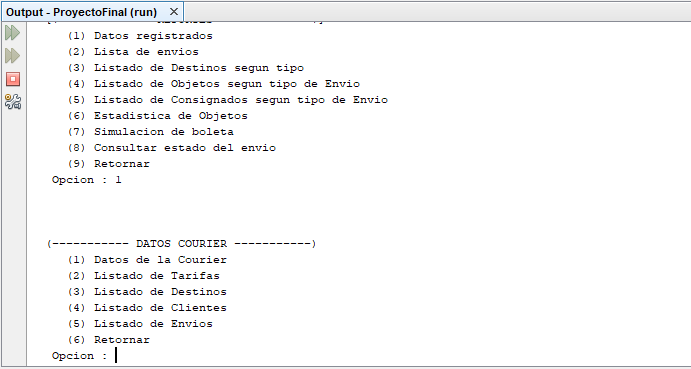 Output - ProyectoFinal (run) ×
(1) Datos registrados
(2) Lista de envios
(3) Listado de Destinos segun tipo
(4) Listado de Objetos segun tipo de Envio
(5) Listado de Consignados segun tipo de Envio
(6) Estadistica de Objetos
(7) Simulacion de boleta
(8) Consultar estado del envio
(9) Retornar
Opcion : 1
(----------- DATOS COURIER -----------)
(1) Datos de la Courier
(2) Listado de Tarifas
(3) Listado de Destinos
(4) Listado de Clientes
(5) Listado de Envios
(6) Retornar
Opcion :